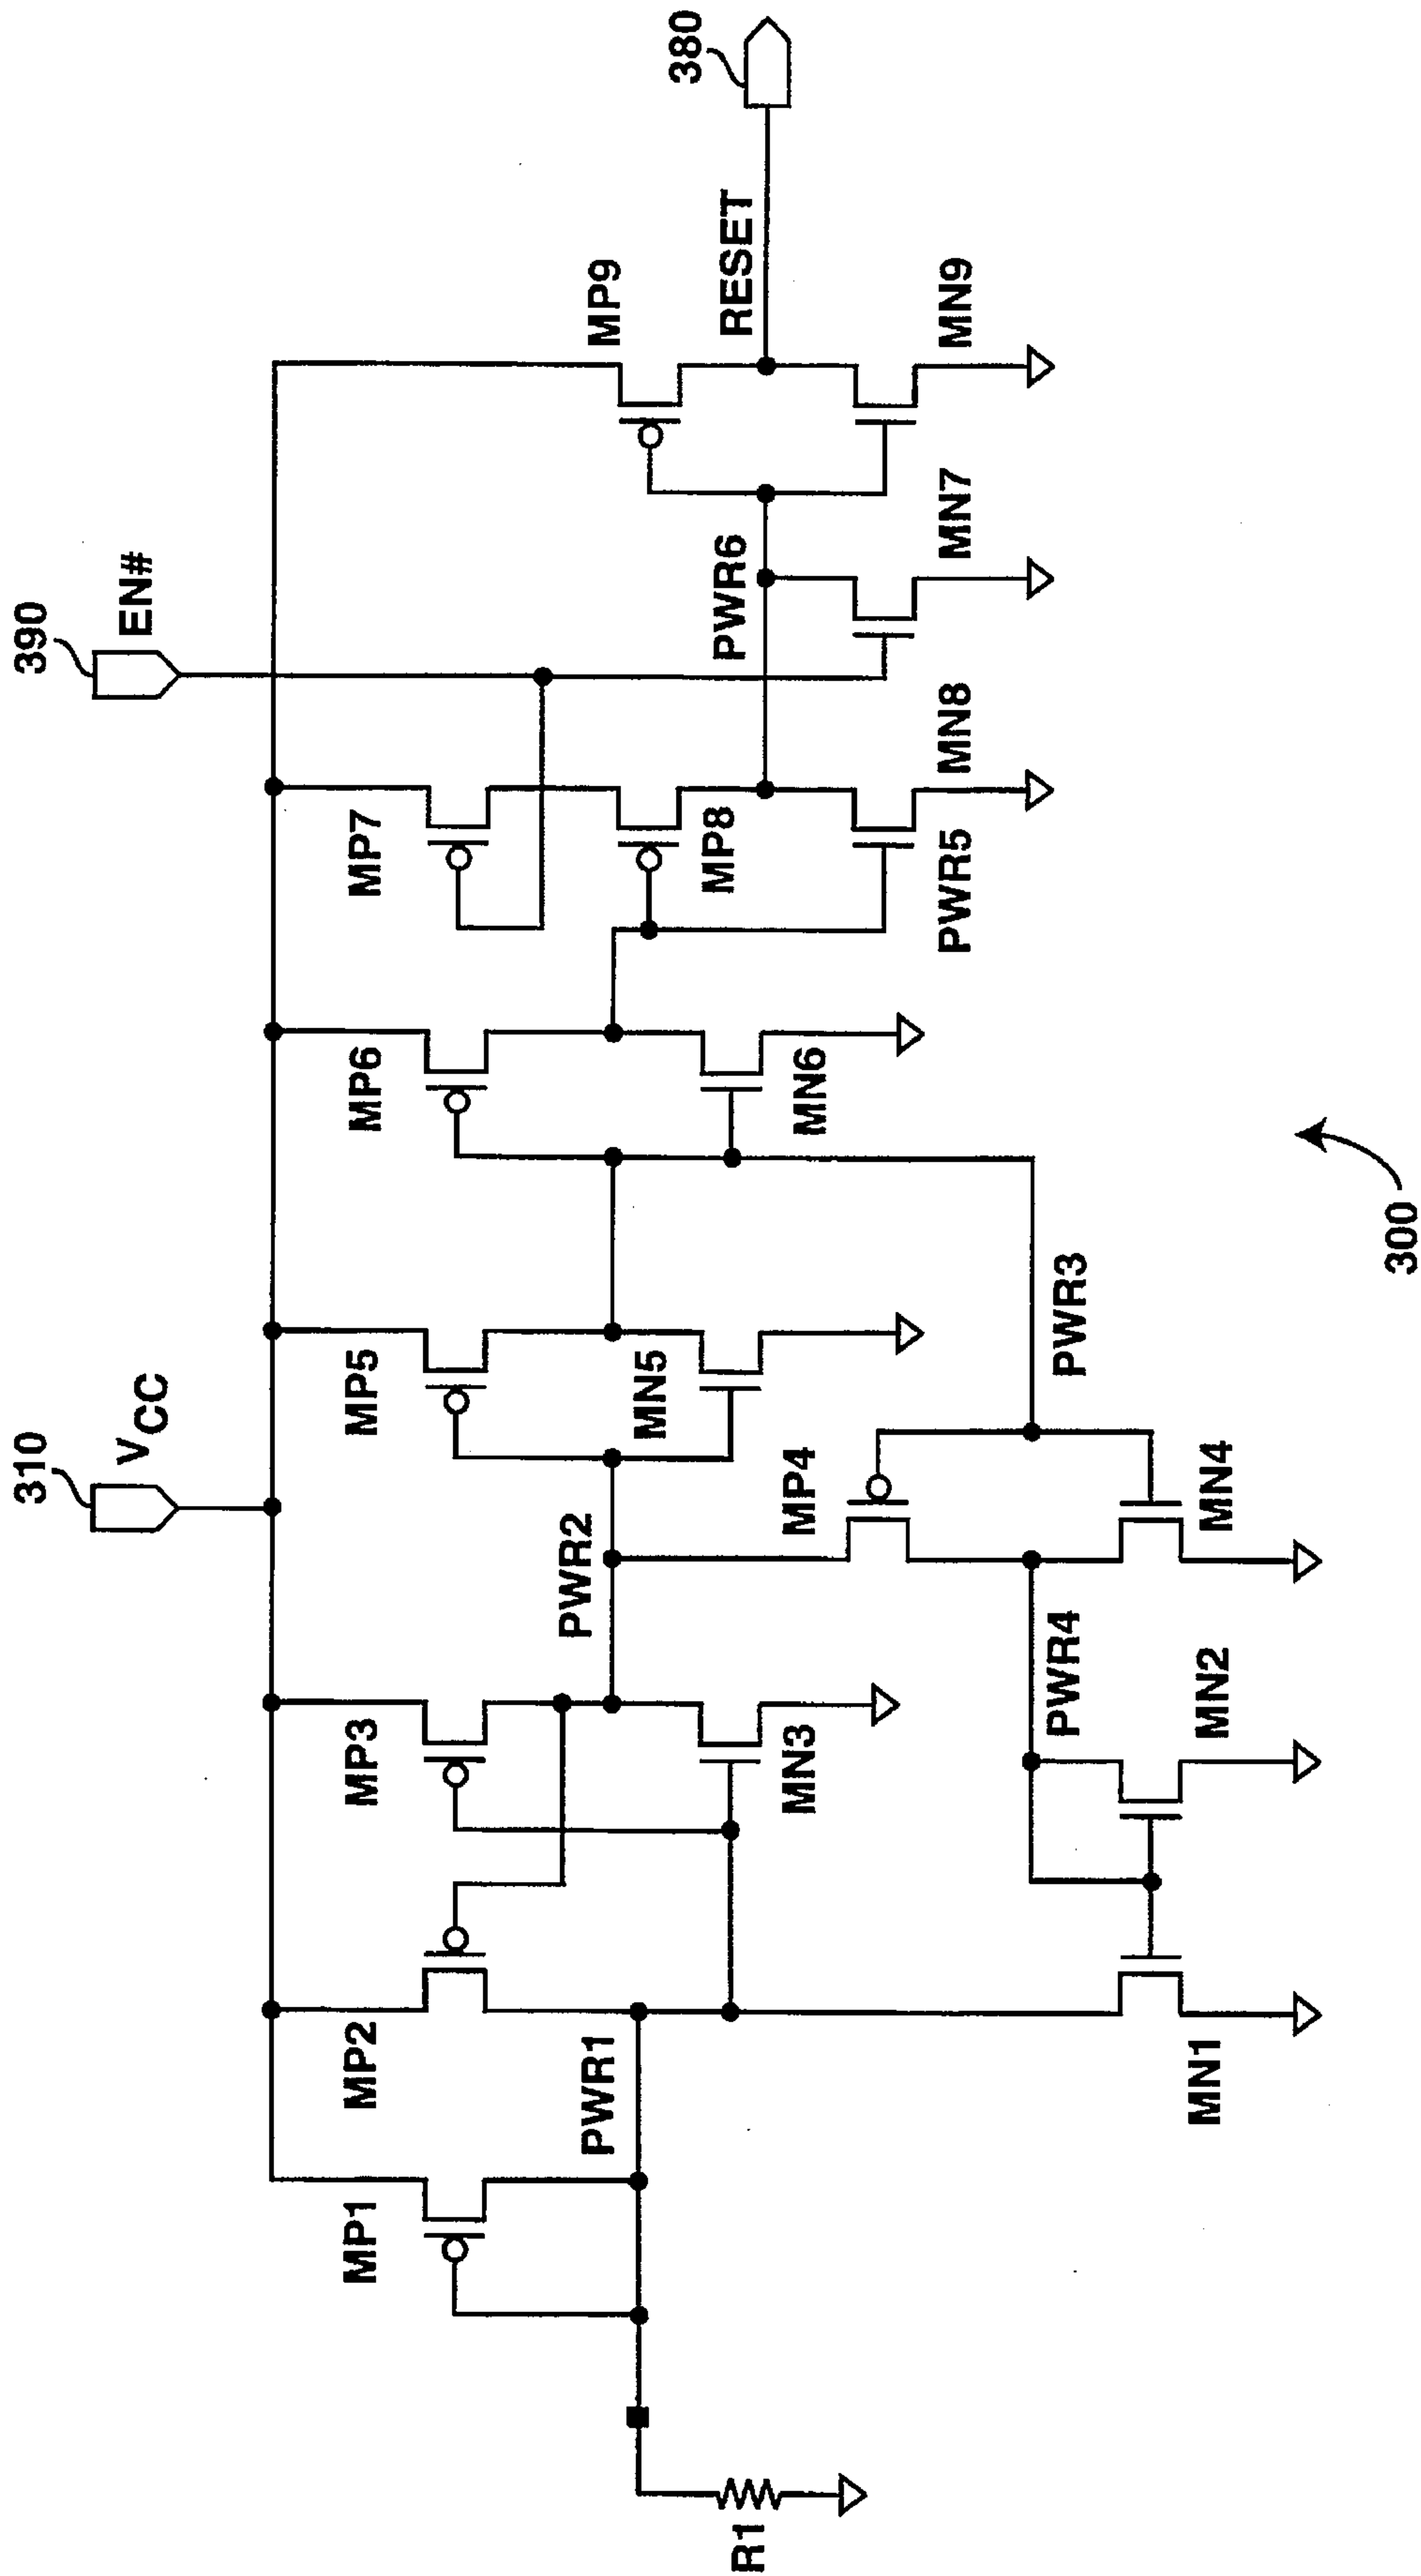 310
VCC
390
EN#
MP1
MP2
MP3
MP5
MP6
MP7
MP9
380
PWR1
PWR2
MN5
MN6
MP8
PWR6
RESET
MN3
MP4
R1
PWR4
PWR3
PWR5
MN8
MN7
MN9
MN1
MN2
MN4
300